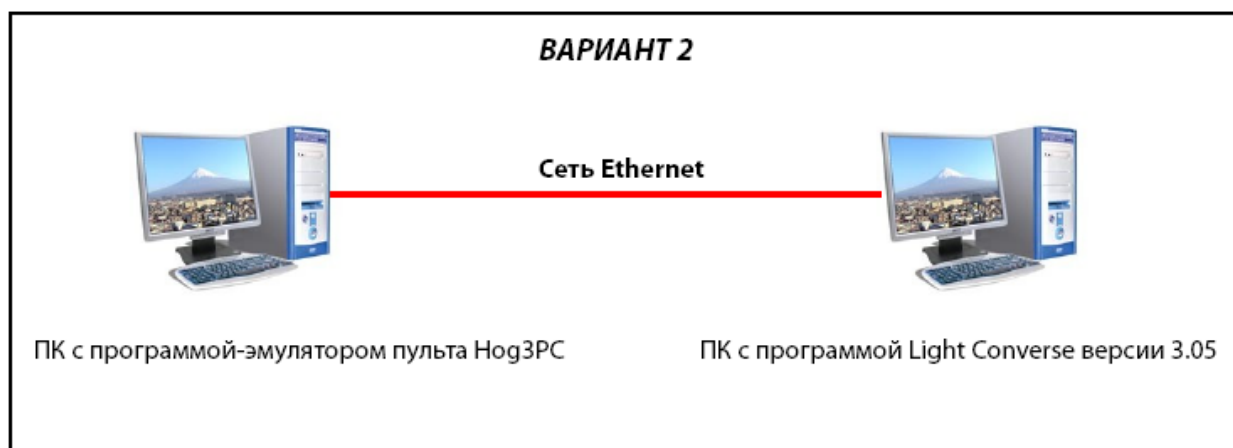 ВАРИАНТ 2
Сеть Ethernet
ПК с программой-эмулятором пульта Hog3PC
ПК с программой Light Converse версии 3.05